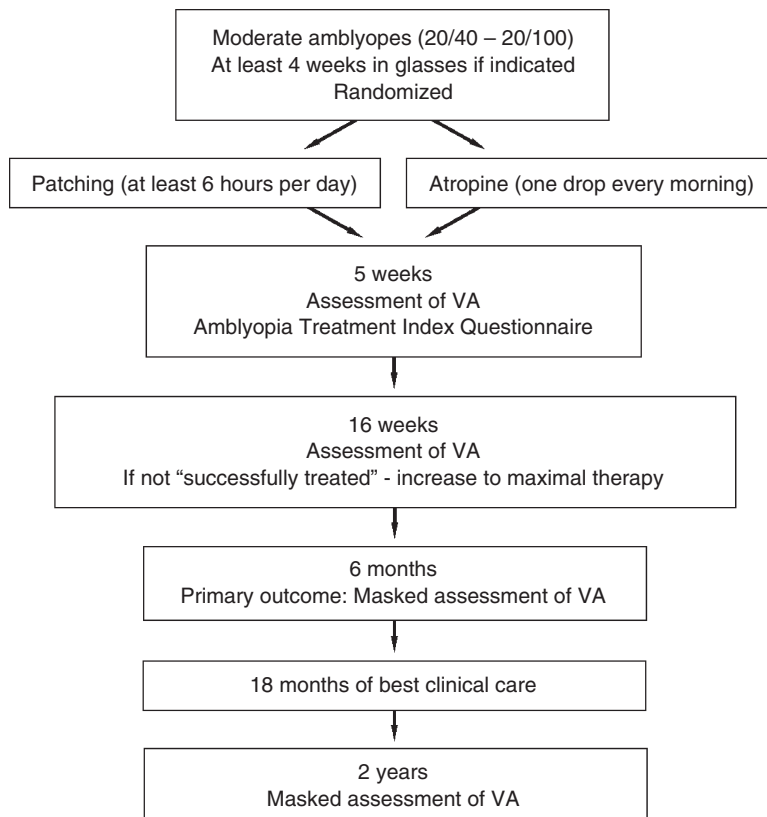 Moderate amblyopes (20/40 – 20/100)
At least 4 weeks in glasses if indicated
Randomized
Patching (at least 6 hours per day)
Atropine (one drop every morning)
5 weeks
Assessment of VA
Amblyopia Treatment Index Questionnaire
16 weeks
Assessment of VA
If not “successfully treated” - increase to maximal therapy
6 months
Primary outcome: Masked assessment of VA
18 months of best clinical care
2 years
Masked assessment of VA